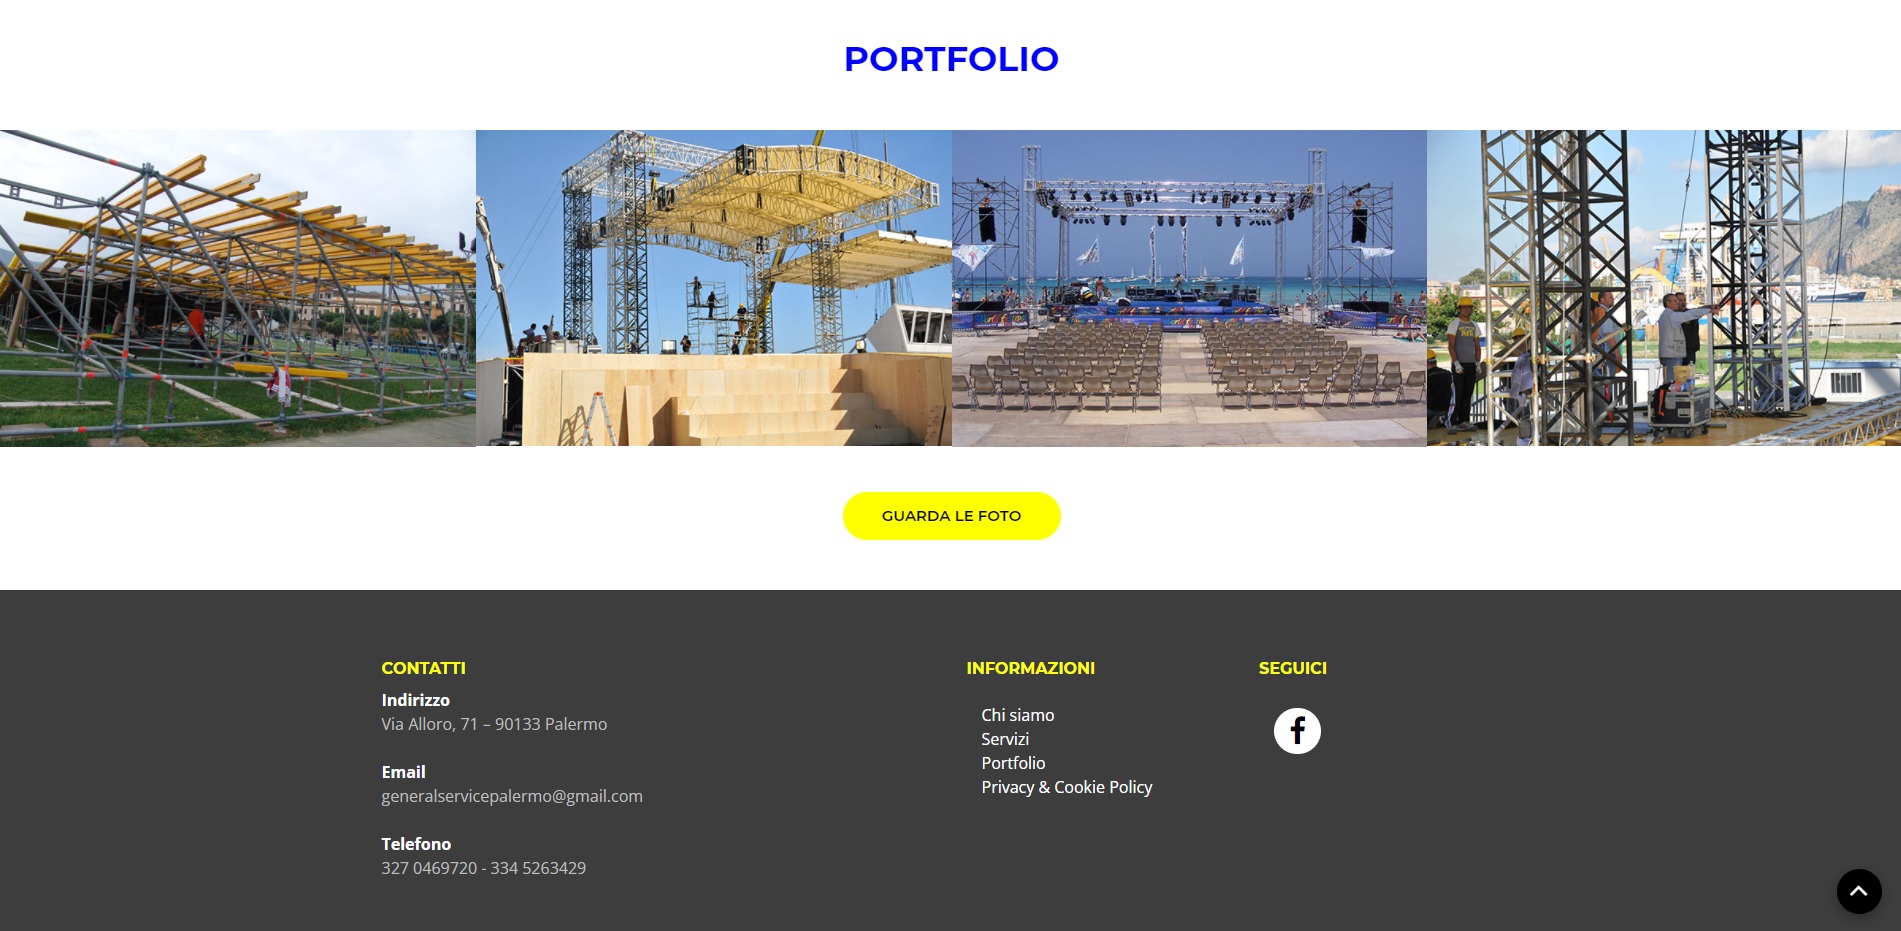 PORTFOLIO
GUARDA LE FOTO
CONTATTI
Indirizzo
Via Alloro, 71 – 90133 Palermo
Email
generalservicepalermo@gmail.com
Telefono
327 0469720 - 334 5263429
INFORMAZIONI
Chi siamo
Servizi
Portfolio
Privacy & Cookie Policy
SEGUICI